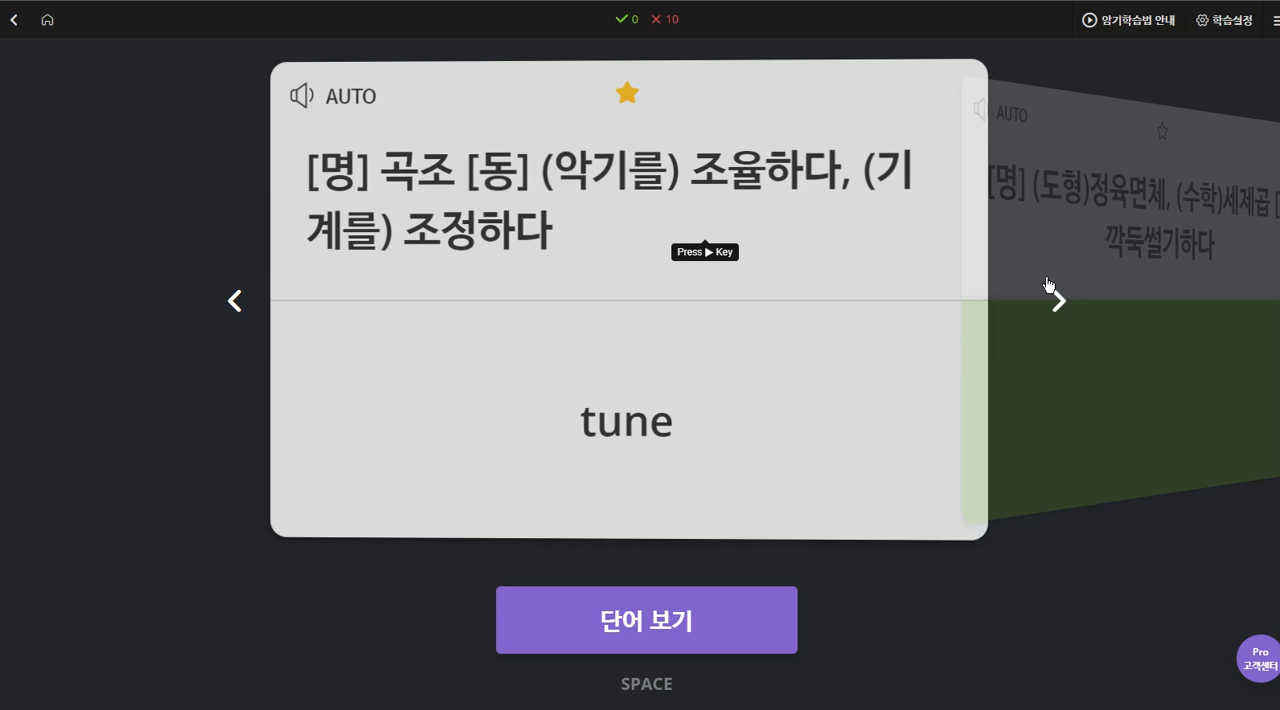 0 10 암기학습법 안내 학습설정
AUTO
[명] 곡조 [동] (악기를) 조율하다, (기
계를) 조정하다
Press ▶ Key
tune
AUTO
[명] (도형)정육면체, (수학)세제곱 [
깍둑썰기하다
단어 보기
SPACE
Pro
고객센터